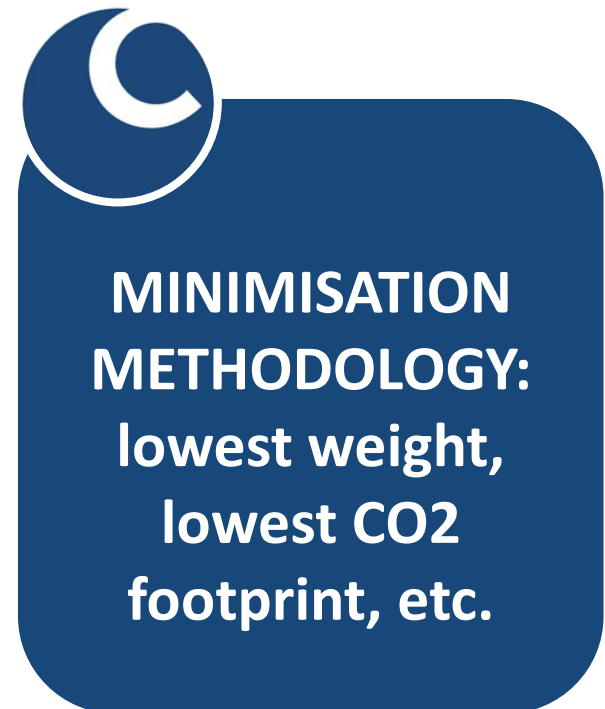 MINIMISATION
METHODOLOGY:
lowest weight,
lowest CO2
footprint, etc.